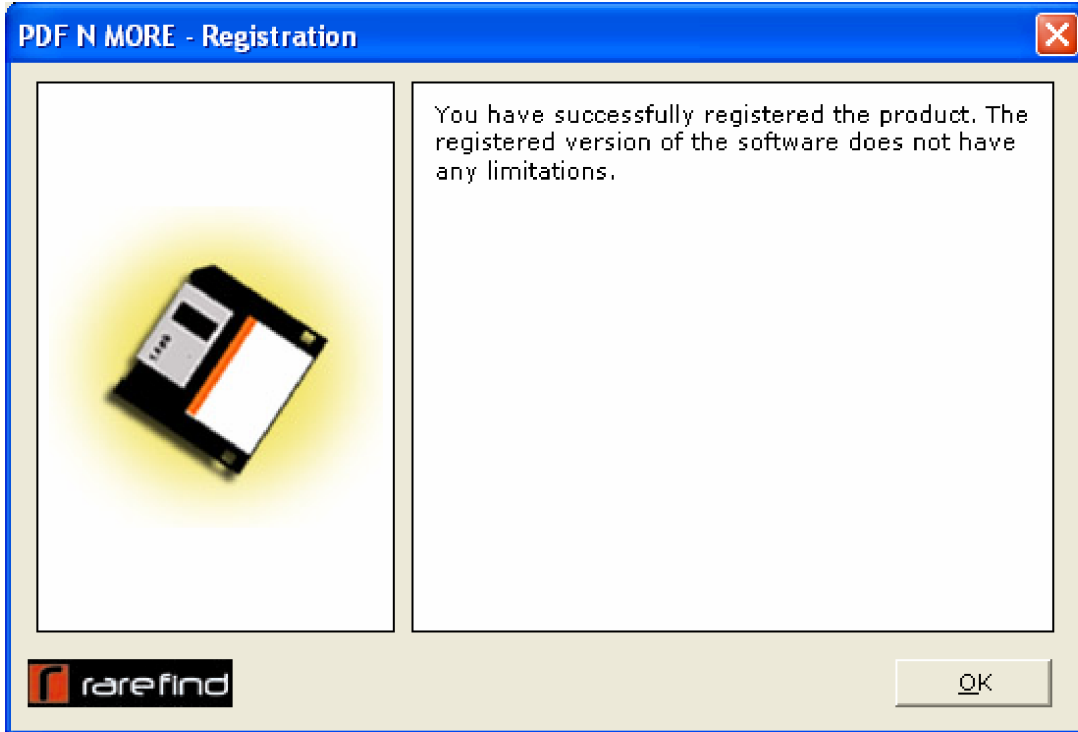 PDF N MORE - Registration
You have successfully registered the product. The
registered version of the software does not have
any limitations.
rarefind
OK